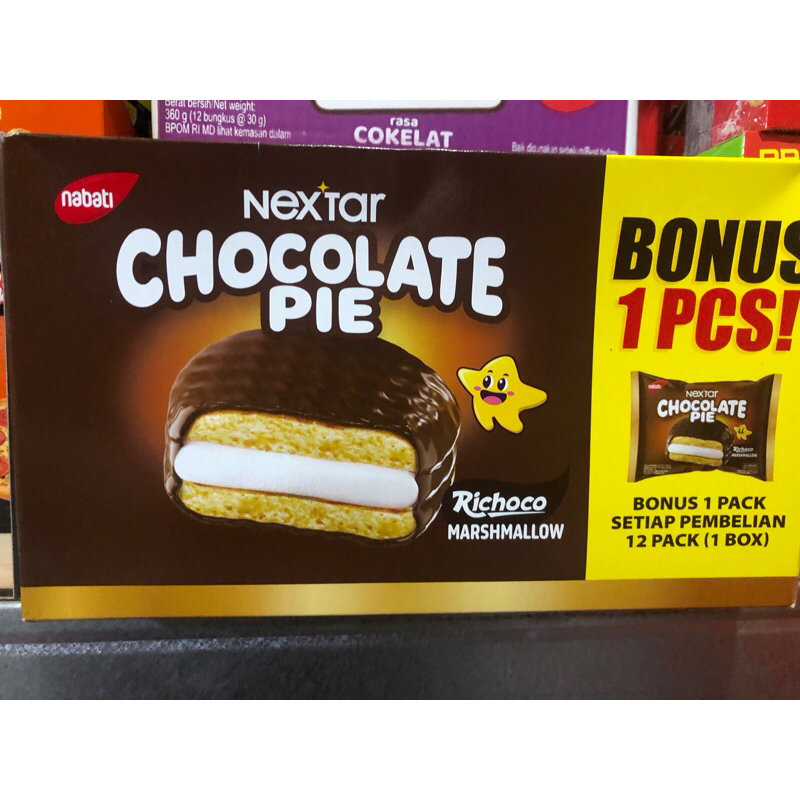 Berat bersih/Net weight:
360 g (12 bungkus @ 30 g)
BPOM RI MD lihat kemasan dalam
rasa
COKELAT
Baik digunakan
nabati
Nextar
CHOCOLATE
PIE
Richoco
MARSHMALLOW
BONUS
1 PCS!
nabati
Nextar
CHOCOLATE
PIE
Richoco
MARSHMALLOW
BONUS 1 PACK
SETIAP PEMBELIAN
12 PACK (1 BOX)